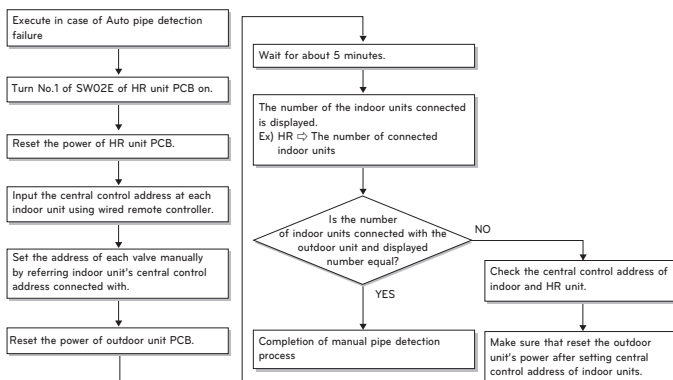 Execute in case of Auto pipe detection
failure
Turn No.1 of SW02E of HR unit PCB on.
Reset the power of HR unit PCB.
Input the central control address at each
indoor unit using wired remote controller.
Set the address of each valve manually
by referring indoor unit's central control
address connected with.
Reset the power of outdoor unit PCB.
Wait for about 5 minutes.
The number of the indoor units connected
is displayed.
Ex) HR ⇨ The number of connected
indoor units
Is the number
of indoor units connected with the
outdoor unit and displayed
number equal?
NO
YES
Completion of manual pipe detection
process
Check the central control address of
indoor and HR unit.
Make sure that reset the outdoor
unit's power after setting central
control address of indoor units.